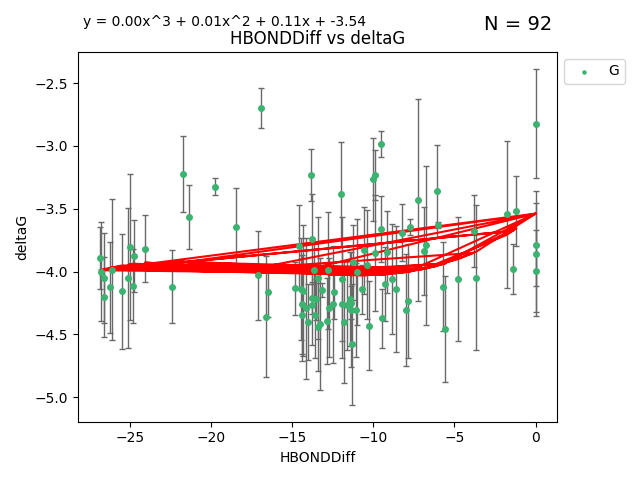 y = 0.00x^3 + 0.01x^2 + 0.11x + -3.54
N = 92
HBONDDiff vs deltaG
G
−2.5
−3.0
−3.5
−4.0
−4.5
−5.0
deltaG
−25
−20
−15
−10
−5
0
HBONDDiff